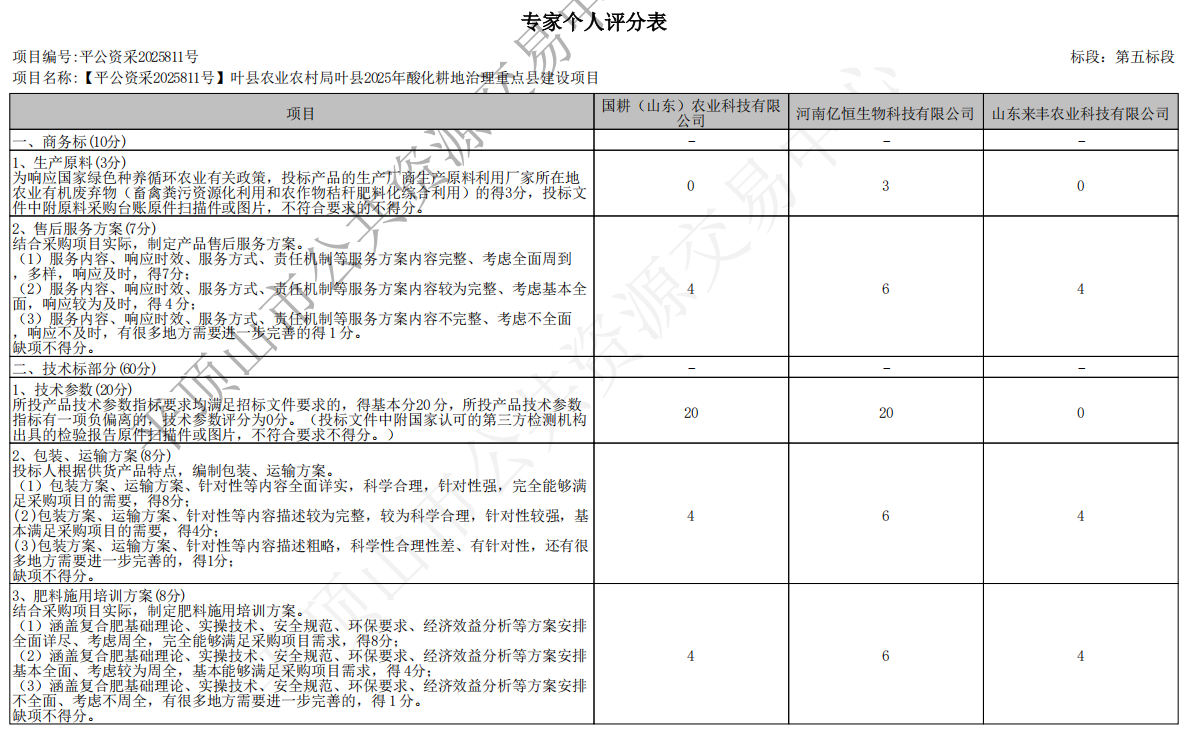 专家个人评分表
项目编号:平公资采2025811号
标段：第五标段
项目名称:【平公资采2025811号】叶县农业农村局叶县2025年酸化耕地治理重点县建设项目
项目
国耕（山东）农业科技有限公司
河南亿恒生物科技有限公司
山东来丰农业科技有限公司
一、商务标(10分)
-
-
-
1、生产原料(3分)
为响应国家绿色种养循环农业有关政策，投标产品的生产厂商生产原料利用厂家所在地
农业有机废弃物（畜禽粪污资源化利用和农作物秸秆肥料化综合利用）的得3分，投标文
件中附原料采购台账原件扫描件或图片，不符合要求的不得分。
0
3
0
2、售后服务方案(7分)
结合采购项目实际，制定产品售后服务方案。
（1）服务内容、响应时效、服务方式、责任机制等服务方案内容完整、考虑全面周到
，多样，响应及时，得7分；
（2）服务内容、响应时效、服务方式、责任机制等服务方案内容较为完整、考虑基本全
面，响应较为及时，得 4 分；
（3）服务内容、响应时效、服务方式、责任机制等服务方案内容不完整、考虑不全面
，响应不及时，有很多地方需要进一步完善的得 1 分。
缺项不得分。
4
6
4
二、技术标部分(60分)
-
-
-
1、技术参数(20分)
所投产品技术参数指标要求均满足招标文件要求的，得基本分20 分，所投产品技术参数
指标有一项负偏离的，技术参数评分为0分。（投标文件中附国家认可的第三方检测机构
出具的检验报告原件扫描件或图片，不符合要求不得分。）
20
20
0
2、包装、运输方案(8分)
投标人根据供货产品特点，编制包装、运输方案。
（1）包装方案、运输方案、针对性等内容全面详实，科学合理，针对性强，完全能够满
足采购项目的需要，得8分；
(2)包装方案、运输方案、针对性等内容描述较为完整，较为科学合理，针对性较强，基
本满足采购项目的需要，得4分；
(3)包装方案、运输方案、针对性等内容描述粗略，科学性合理性差、有针对性，还有很
多地方需要进一步完善的，得1分；
缺项不得分。
4
6
4
3、肥料施用培训方案(8分)
结合采购项目实际，制定肥料施用培训方案。
（1）涵盖复合肥基础理论、实操技术、安全规范、环保要求、经济效益分析等方案安排
全面详尽、考虑周全，完全能够满足采购项目需求，得8分；
（2）涵盖复合肥基础理论、实操技术、安全规范、环保要求、经济效益分析等方案安排
基本全面、考虑较为周全，基本能够满足采购项目需求，得 4分；
（3）涵盖复合肥基础理论、实操技术、安全规范、环保要求、经济效益分析等方案安排
不全面、考虑不周全，有很多地方需要进一步完善的，得 1 分。
缺项不得分。
4
6
4
平顶山市公共资源交易中
平顶山市公共资源交易中心